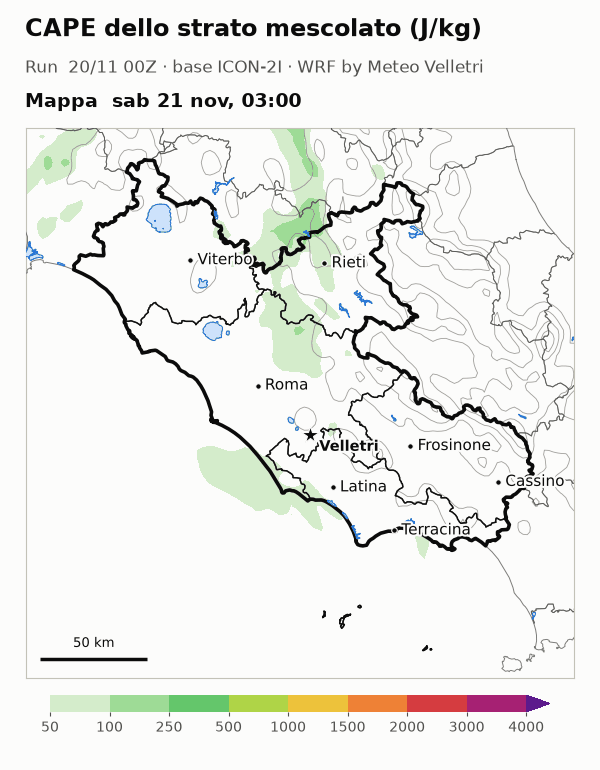 CAPE dello strato mescolato (J/kg)
Run  20/11 00Z · base ICON-2I · WRF by Meteo Velletri
Mappa  sab 21 nov, 03:00
Viterbo
Rieti
Roma
Velletri
Frosinone
Cassino
Latina
Terracina
50 km
50 100 250 500 1000 1500 2000 3000 4000